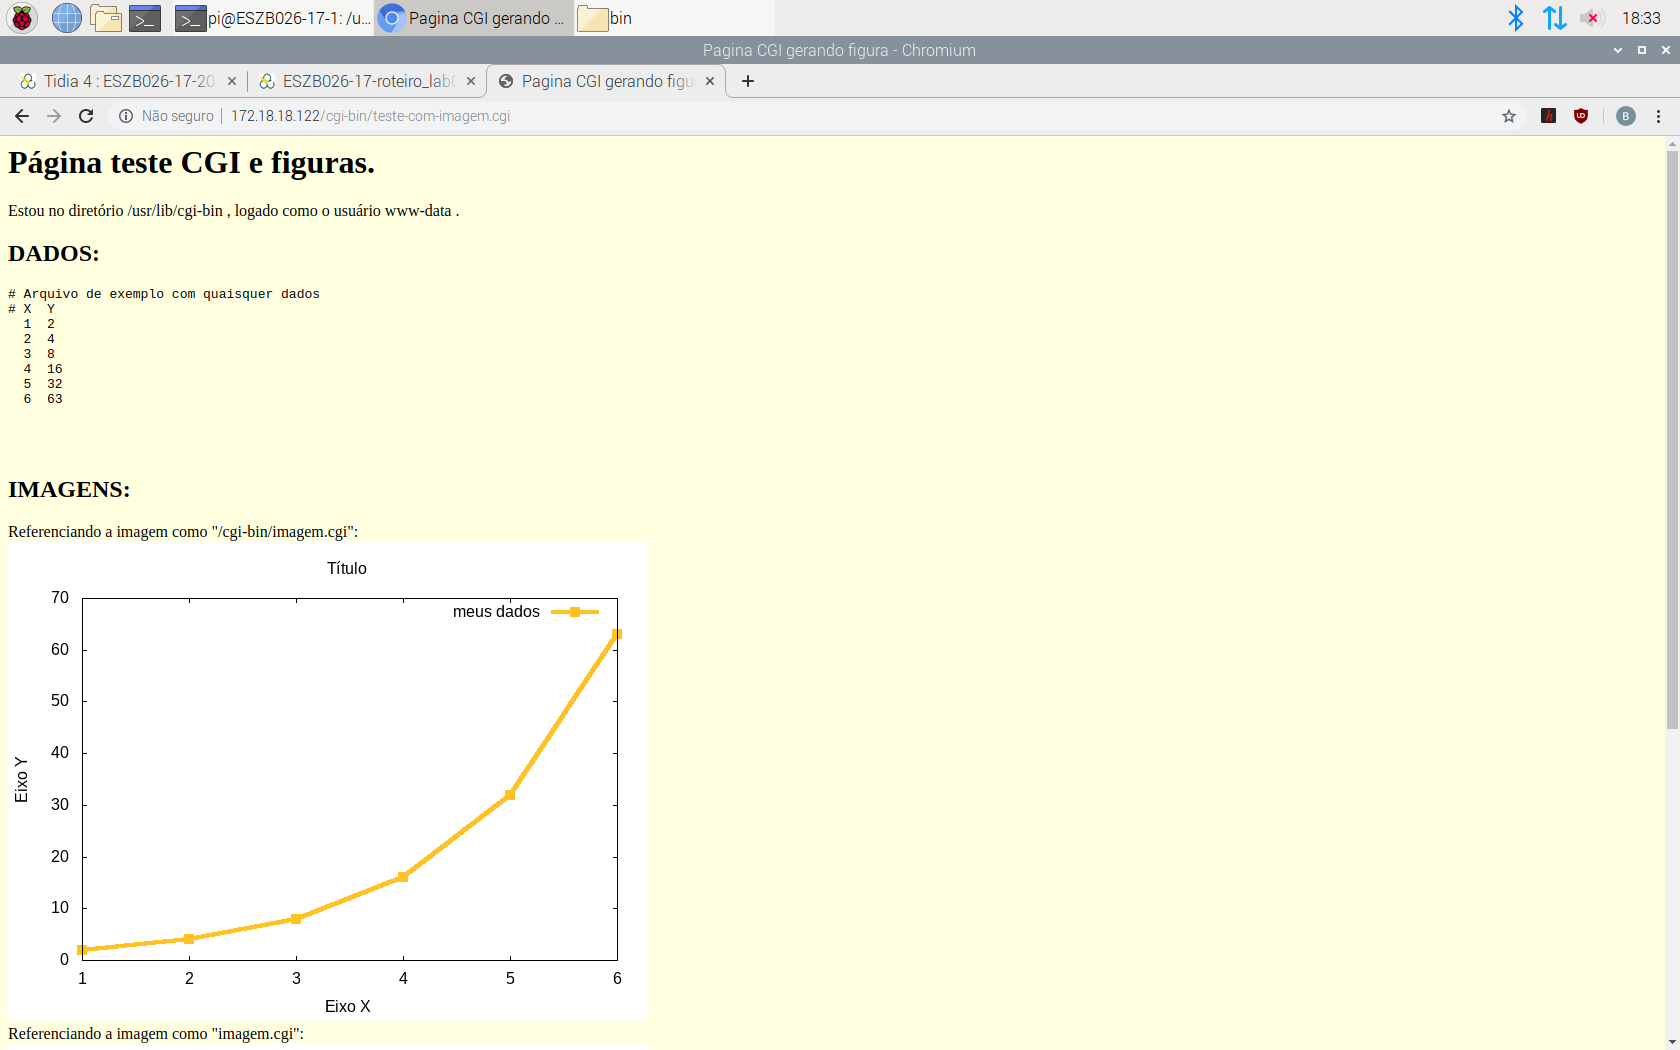 pi@ESZB026-17-1: /u...
Pagina CGI gerando ...
bin
18:33
Pagina CGI gerando figura - Chromium
Tidia 4 : ESZB026-17-20
ESZB026-17-roteiro_lab
Pagina CGI gerando figu
Não seguro
172.18.18.122/cgi-bin/teste-com-imagem.cgi
B
Página teste CGI e figuras.
Estou no diretório /usr/lib/cgi-bin , logado como o usuário www-data .
DADOS:
# Arquivo de exemplo com quaisquer dados
# X  Y
1  2
2  4
3  8
4  16
5  32
6  63
IMAGENS:
Referenciando a imagem como "/cgi-bin/imagem.cgi":
Título
meus dados
70
60
50
40
30
20
10
0
Eixo Y
1 2 3 4 5 6
Eixo X
Referenciando a imagem como "imagem.cgi":